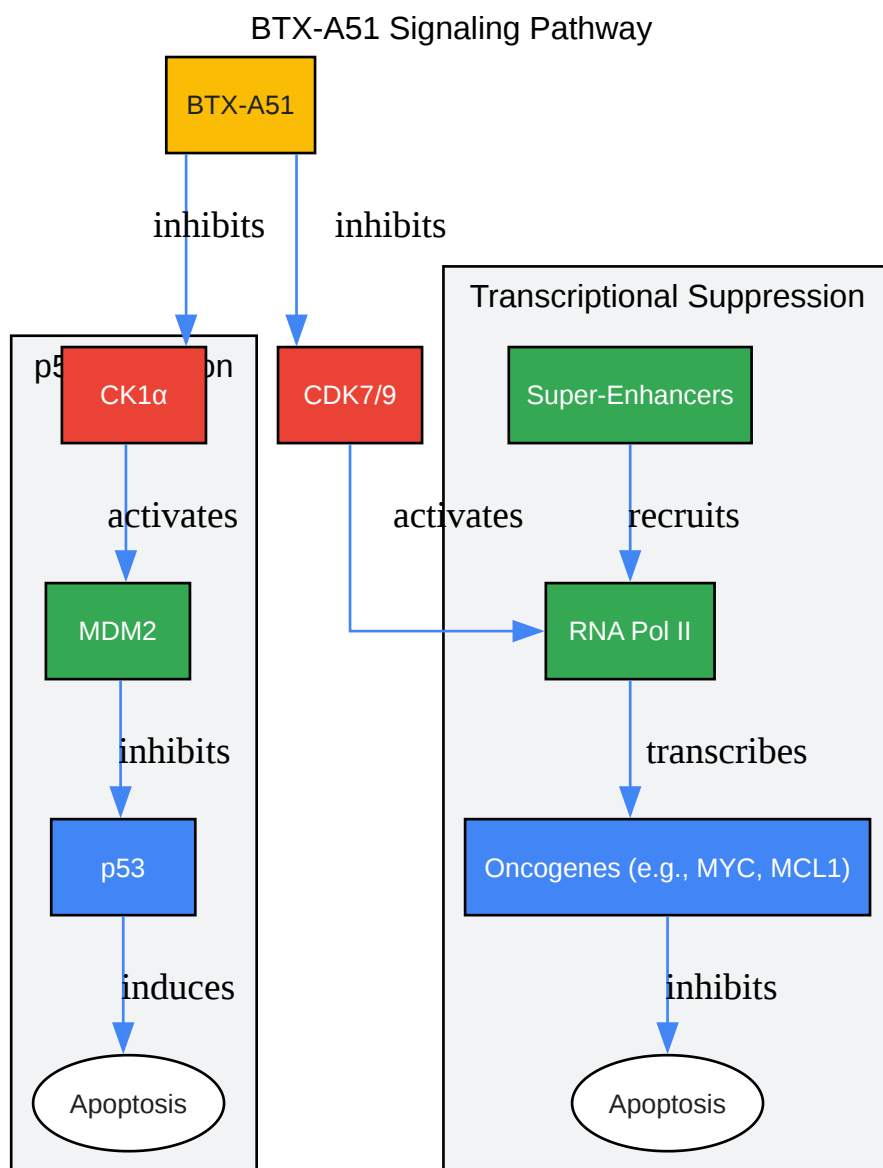 BTX-A51 Signaling Pathway
BTX-A51
inhibits
inhibits
Transcriptional Suppression
CK1α
CDK7/9
Super-Enhancers
activates
activates
recruits
MDM2
RNA Pol II
inhibits
transcribes
p53
Oncogenes (e.g., MYC, MCL1)
induces
inhibits
Apoptosis
Apoptosis